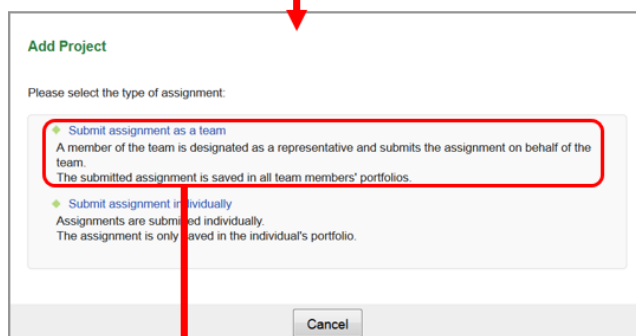 Add Project
Please select the type of assignment:
Submit assignment as a team
A member of the team is designated as a representative and submits the assignment on behalf of the
team.
The submitted assignment is saved in all team members' portfolios.
Submit assignment individually
Assignments are submitted individually.
The assignment is only saved in the individual's portfolio.
Cancel